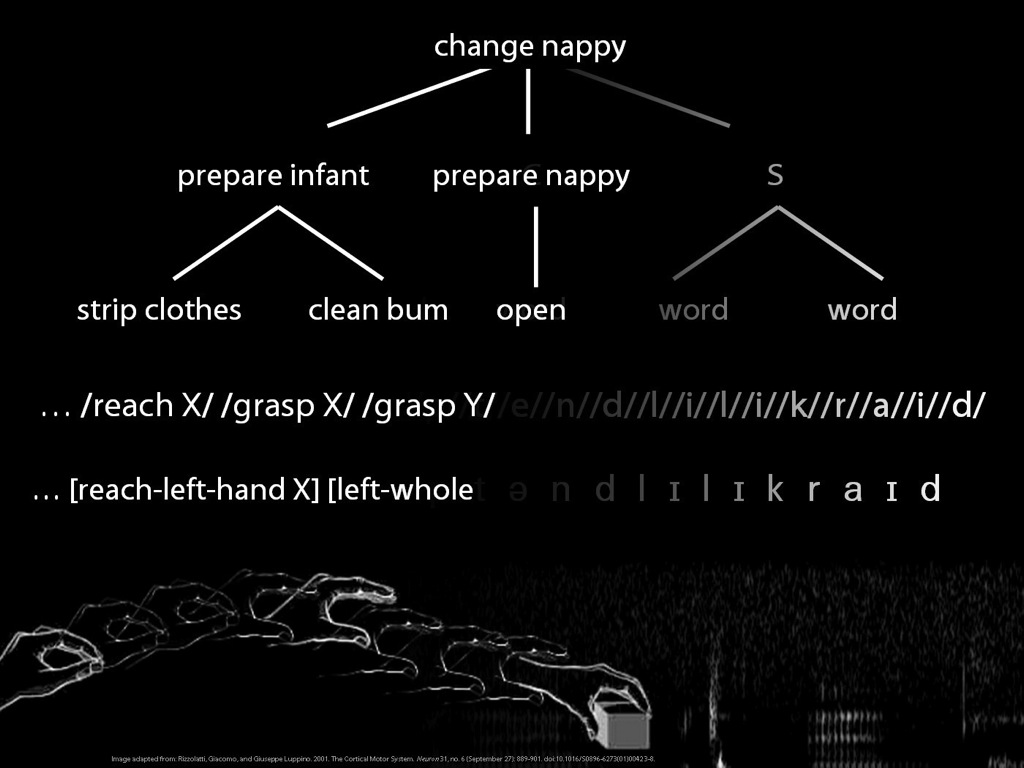 change nappy
prepare infant prepare nappy S
strip clothes clean bum open word word
… /reach X/ /grasp X/ /grasp Y/ /e//n//d//l//i//l//i//k//r//a//i//d/
… [reach-left-hand X] [left-whole t ə n d l ɪ l ɪ k r a ɪ d
Image adapted from: Rizzolatti, Giacomo, and Giuseppe Luppino. 2001. The Cortical Motor System. Neuron 31, no. 6 (September 27): 889-901. doi:10.1016/S0896-6273(01)00423-8.